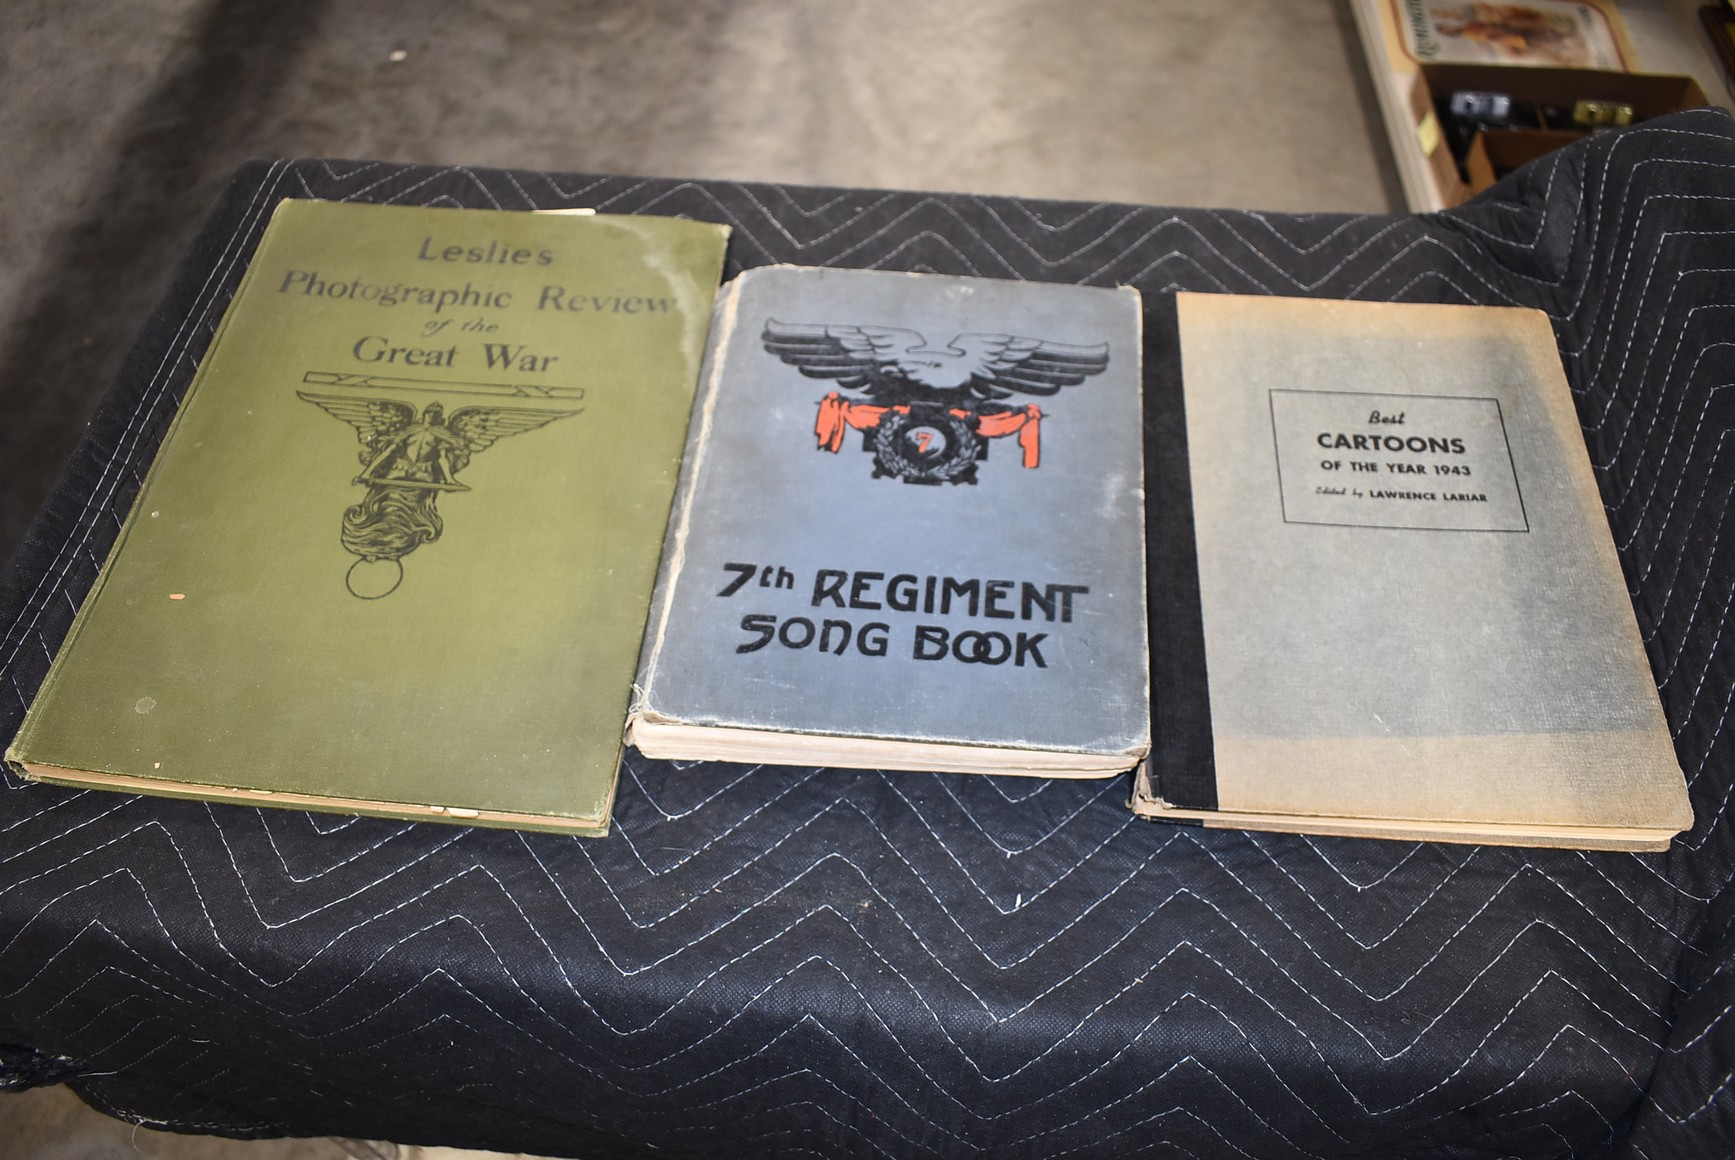 Leslie's
Photographic Review
of the
Great War
7
7th REGIMENT
SONG BOOK
Best
CARTOONS
OF THE YEAR 1943
Edited by LAWRENCE LARIAR